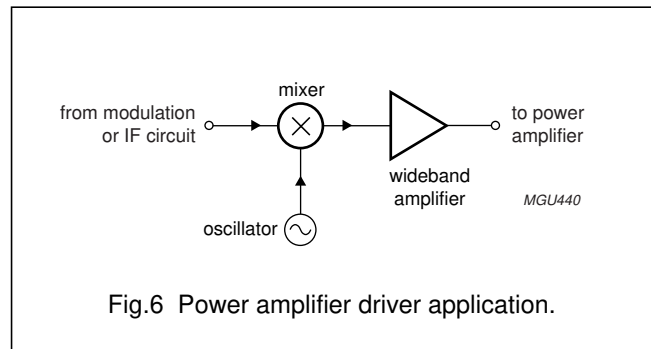 mixer
from modulation
or IF circuit
to power
amplifier
wideband
amplifier
MGU440
oscillator
Fig.6 Power amplifier driver application.